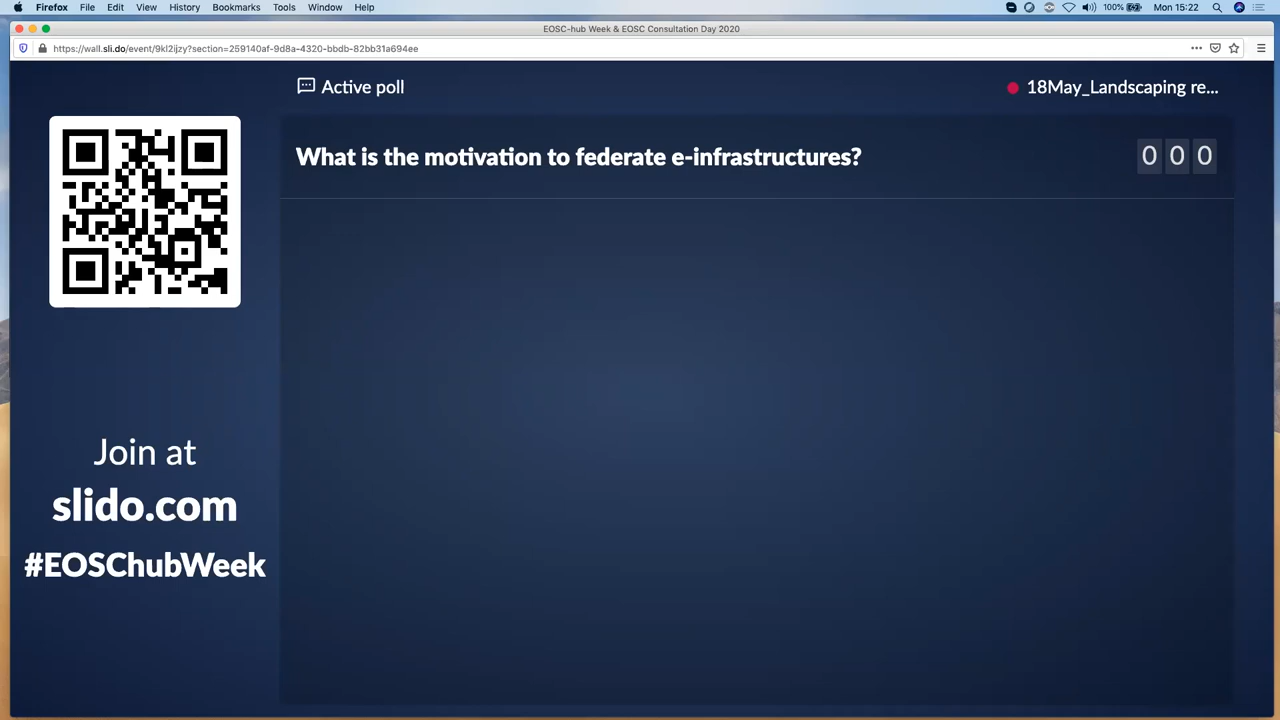 Firefox File Edit View History Bookmarks Tools Window Help 100% Mon 15:22
EOSC-hub Week & EOSC Consultation Day 2020
https://wall.sli.do/event/9kl2ijzy?section=259140af-9d8a-4320-bbdb-82bb31a694ee
Active poll
18May_Landscaping re...
What is the motivation to federate e-infrastructures?
0 0 0
Join at
slido.com
#EOSChubWeek